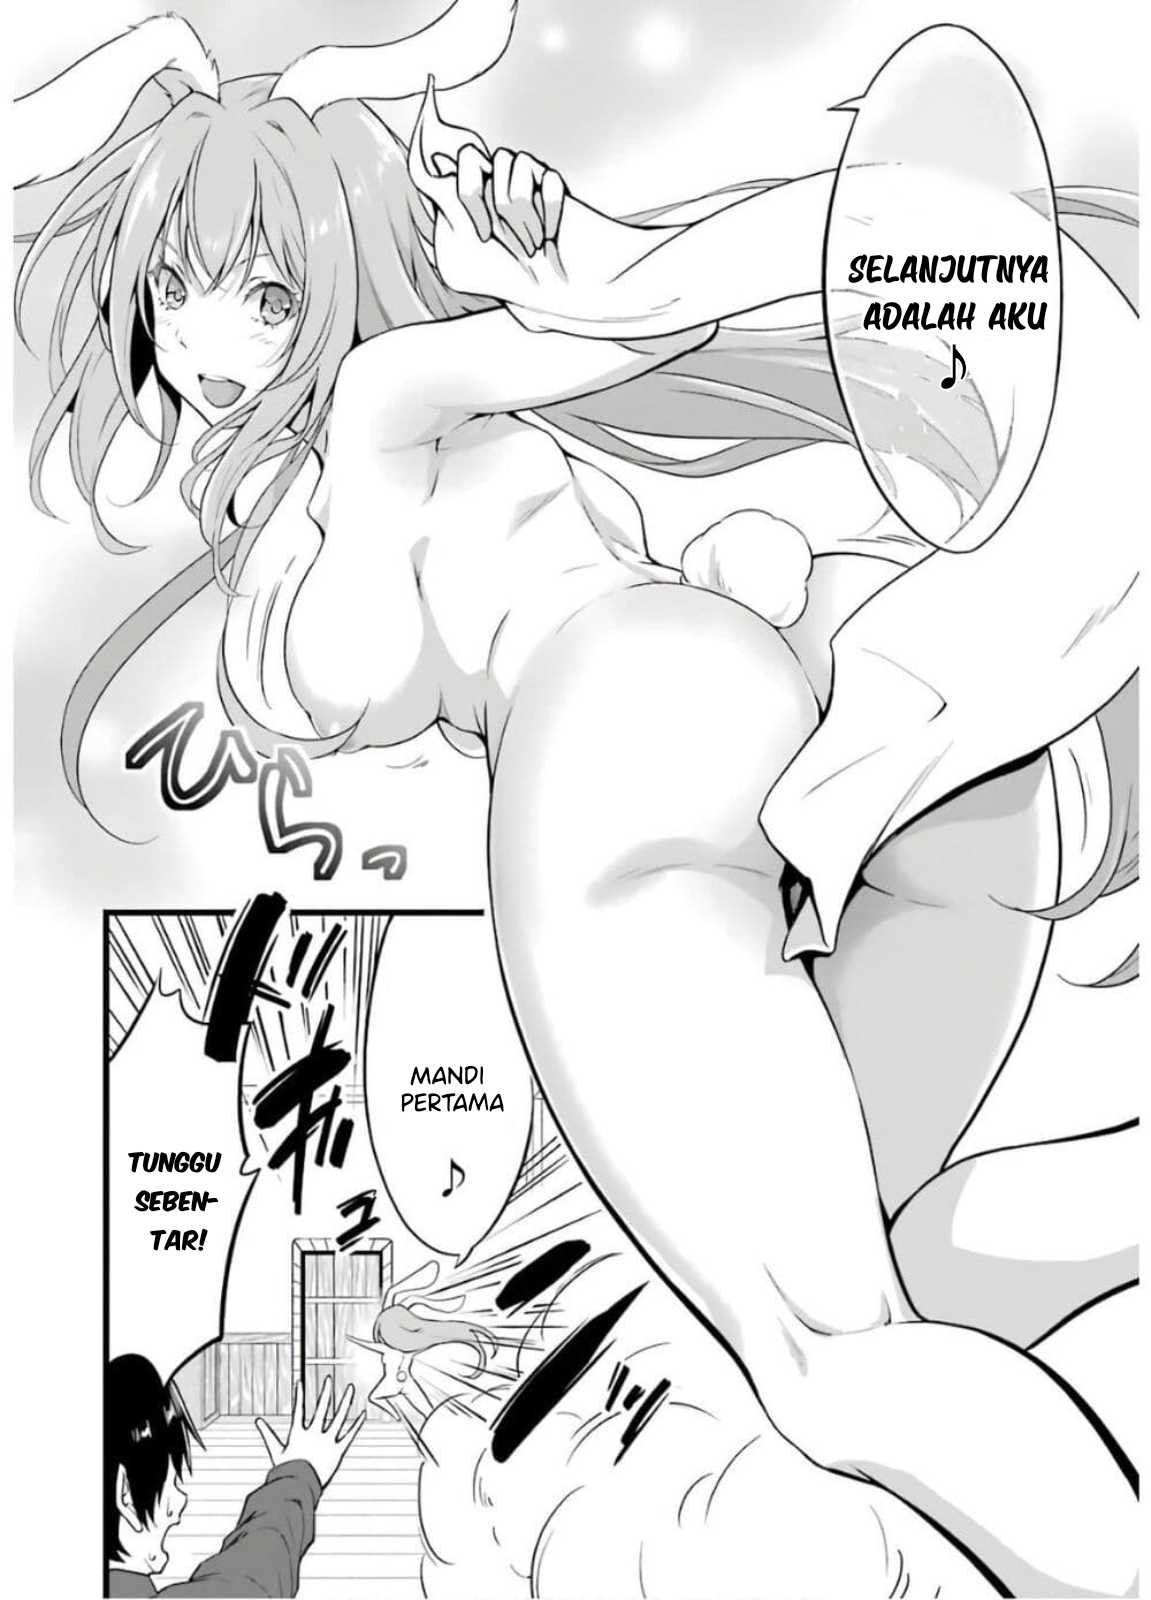 SELANJUTNYA
ADALAH AKU
♪
ひらっ
MANDI
PERTAMA
♪
TUNGGU
SEBEN-
TAR!